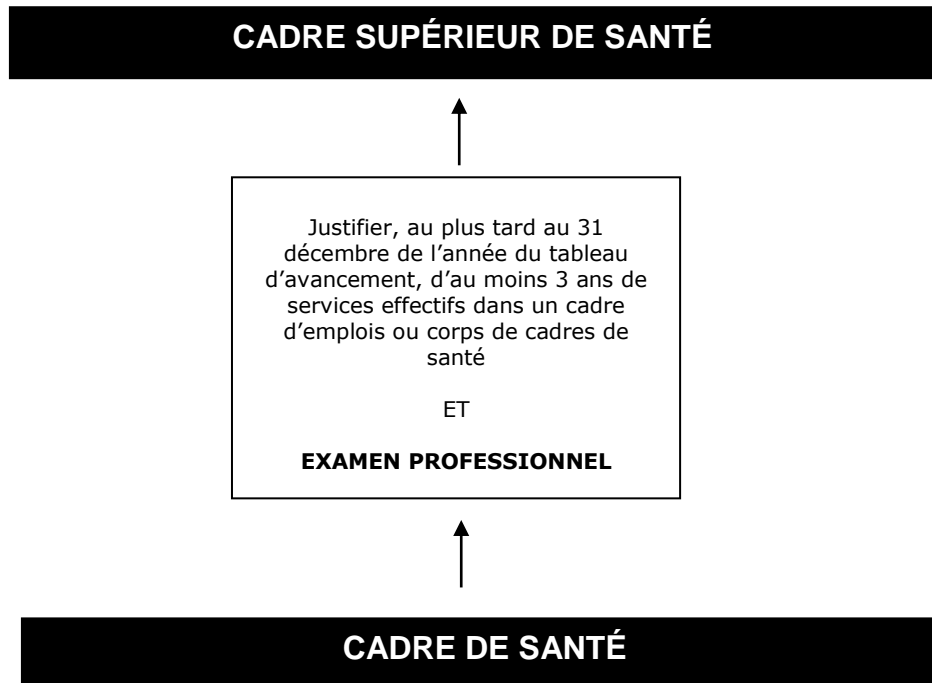 CADRE SUPÉRIEUR DE SANTÉ
Justifier, au plus tard au 31
décembre de l’année du tableau
d’avancement, d’au moins 3 ans de
services effectifs dans un cadre
d’emplois ou corps de cadres de
santé
ET
EXAMEN PROFESSIONNEL
CADRE DE SANTÉ